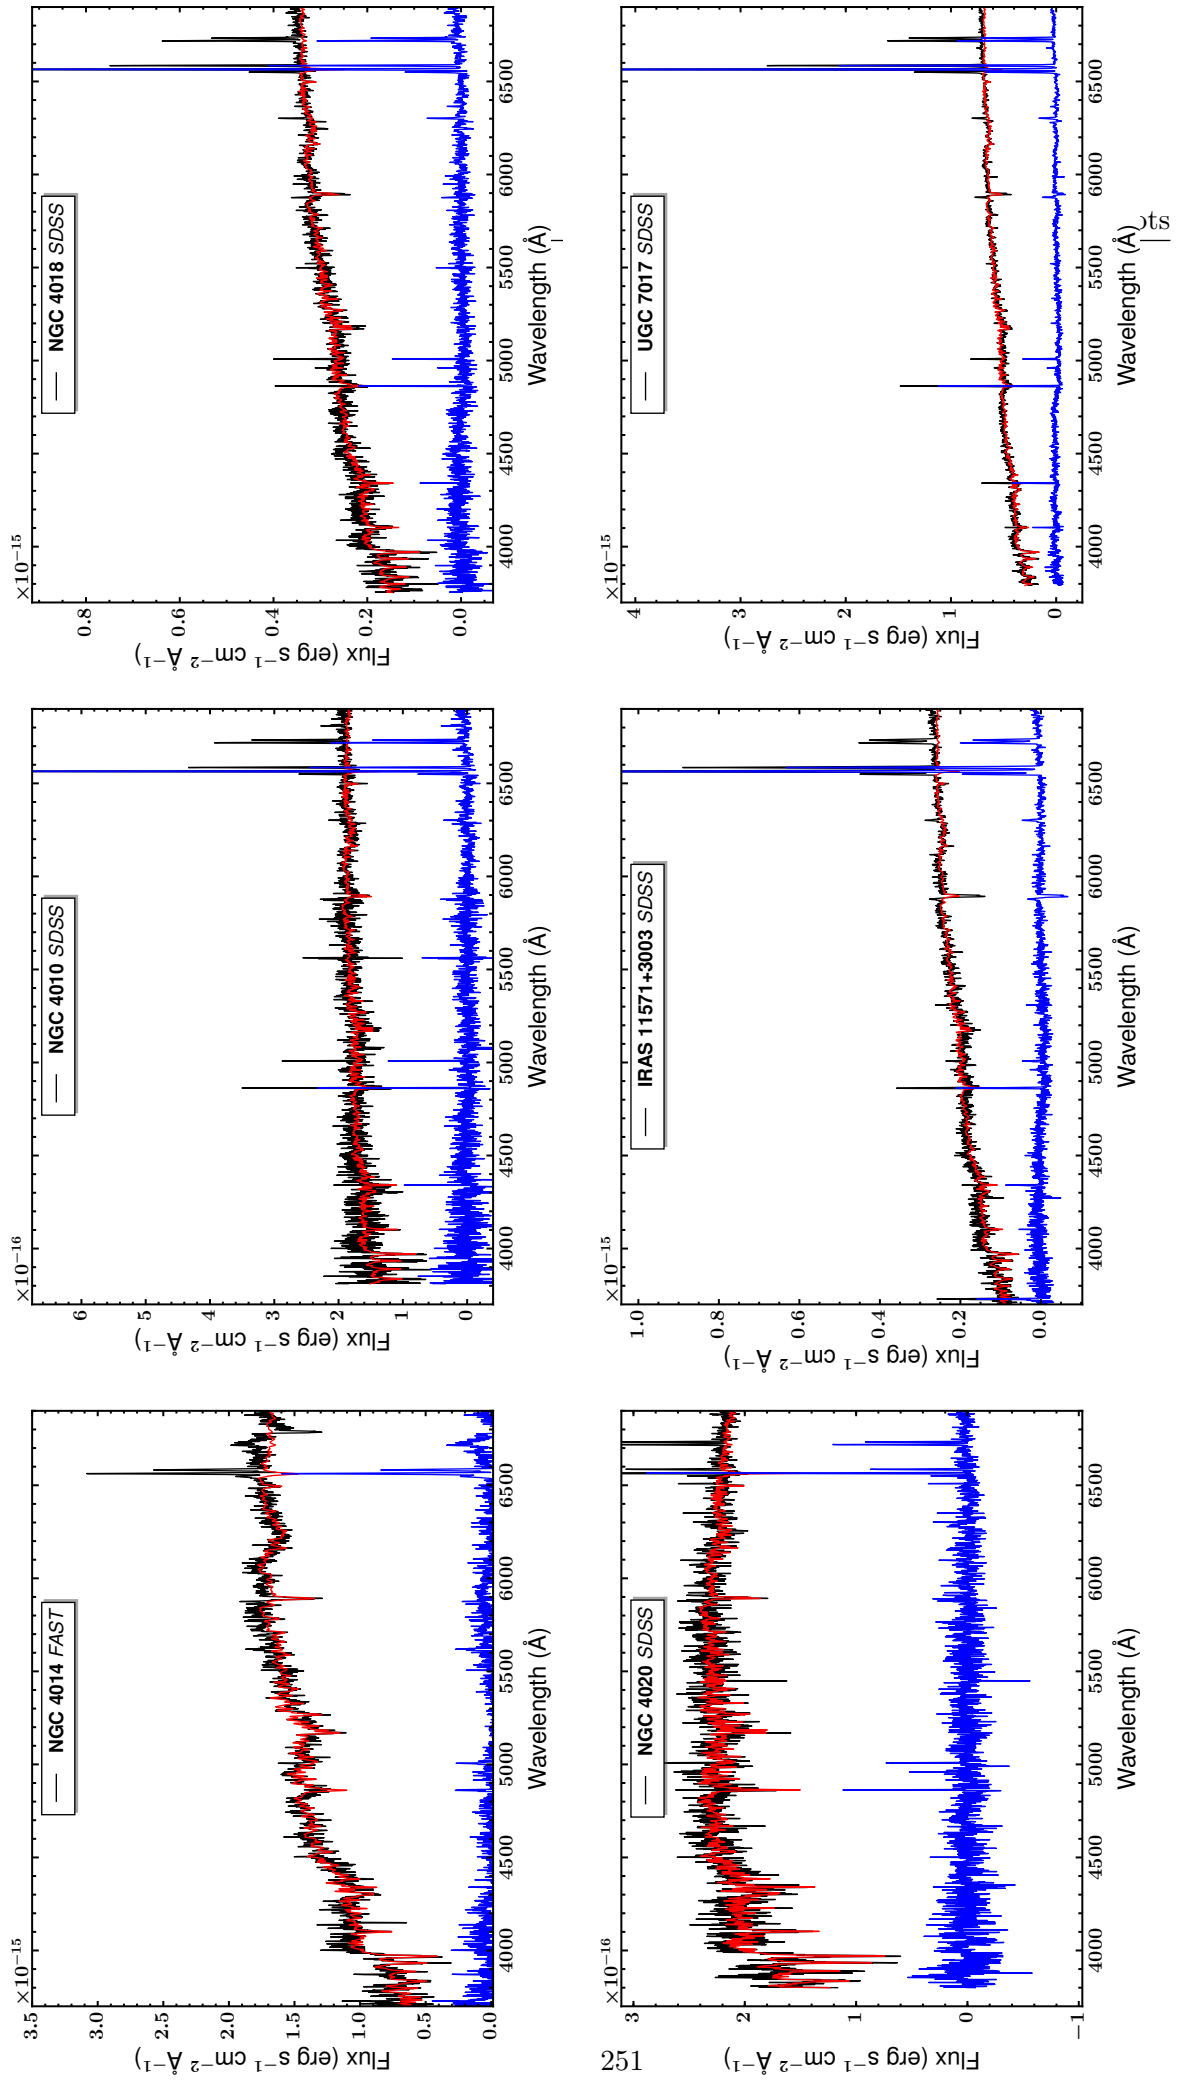 ×10⁻¹⁵
NGC 4014 FAST
Flux (erg s⁻¹ cm⁻² Å⁻¹)
3.5
3.0
2.5
2.0
1.5
1.0
0.5
0.0
4000 4500 5000 5500 6000 6500
Wavelength (Å)
×10⁻¹⁶
NGC 4010 SDSS
Flux (erg s⁻¹ cm⁻² Å⁻¹)
6
5
4
3
2
1
0
4000 4500 5000 5500 6000 6500
Wavelength (Å)
×10⁻¹⁵
NGC 4018 SDSS
Flux (erg s⁻¹ cm⁻² Å⁻¹)
0.8
0.6
0.4
0.2
0.0
4000 4500 5000 5500 6000 6500
Wavelength (Å)
×10⁻¹⁶
NGC 4020 SDSS
Flux (erg s⁻¹ cm⁻² Å⁻¹)
3
2
1
0
−1
4000 4500 5000 5500 6000 6500
Wavelength (Å)
×10⁻¹⁵
IRAS 11571+3003 SDSS
Flux (erg s⁻¹ cm⁻² Å⁻¹)
1.0
0.8
0.6
0.4
0.2
0.0
4000 4500 5000 5500 6000 6500
Wavelength (Å)
×10⁻¹⁵
UGC 7017 SDSS
Flux (erg s⁻¹ cm⁻² Å⁻¹)
4
3
2
1
0
4000 4500 5000 5500 6000 6500
Wavelength (Å)
251